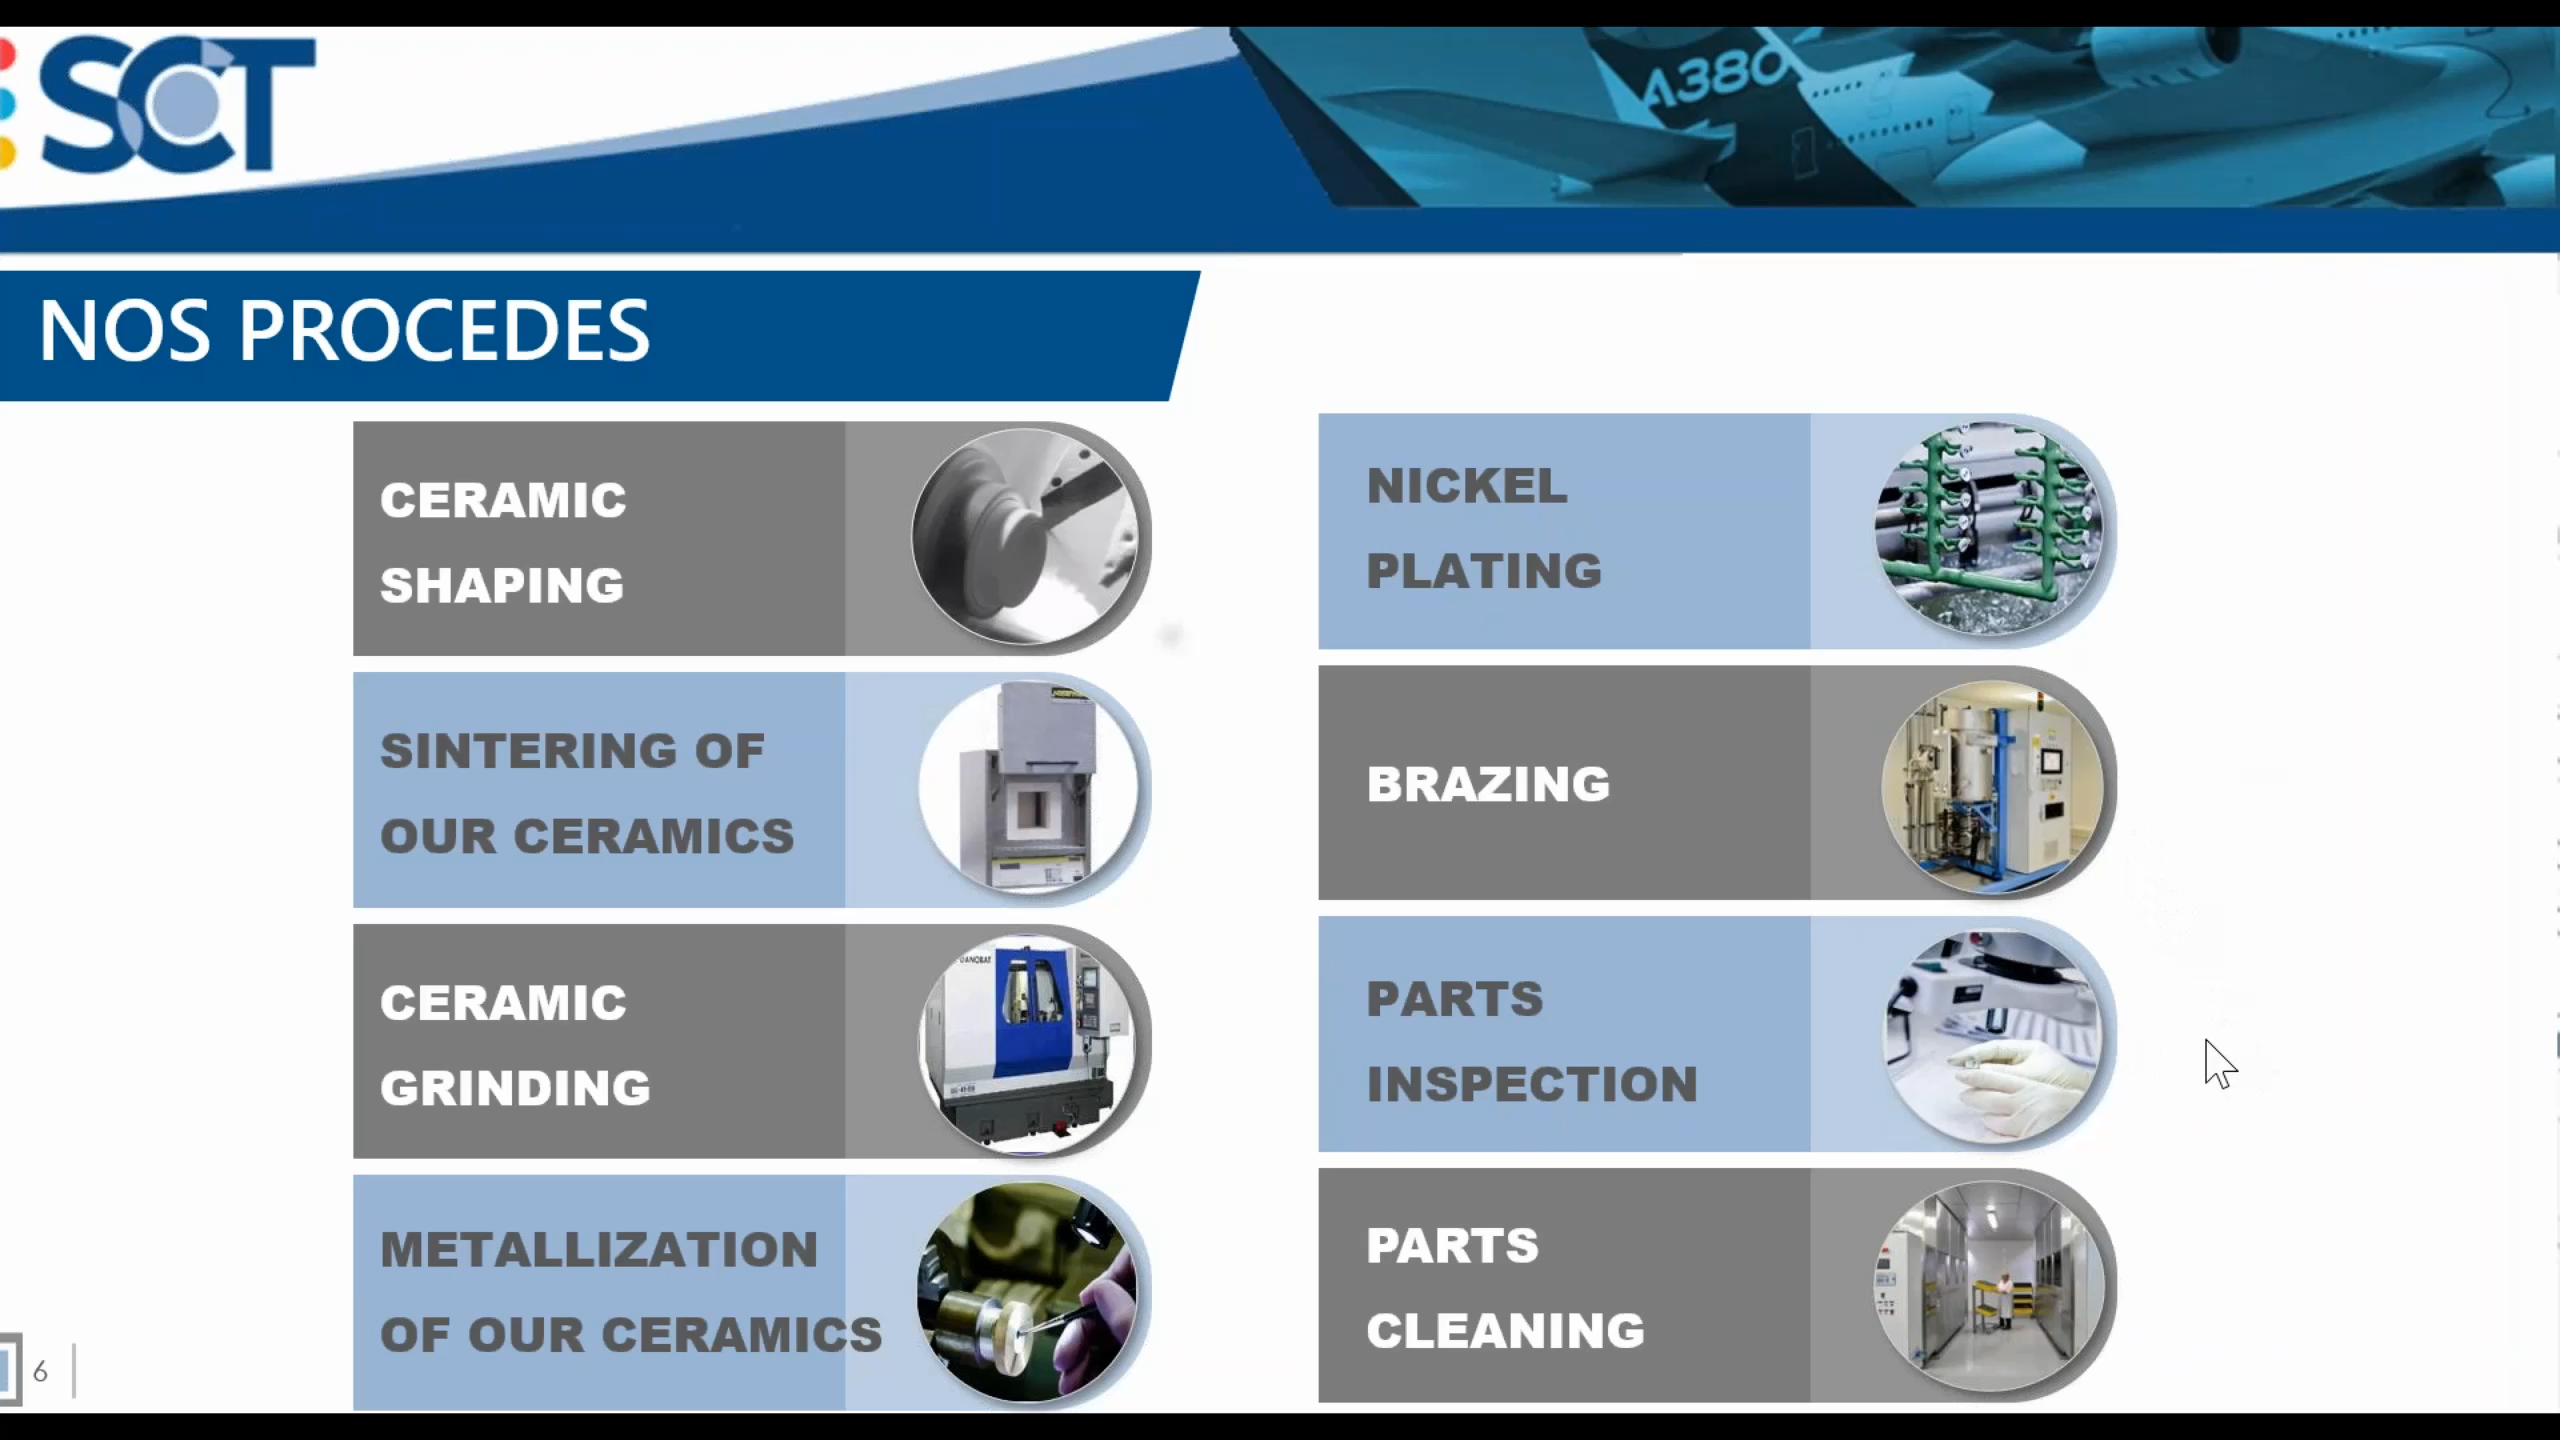 SCT
A380
NOS PROCEDES
CERAMIC
SHAPING
SINTERING OF
OUR CERAMICS
CERAMIC
GRINDING
METALLIZATION
OF OUR CERAMICS
NICKEL
PLATING
BRAZING
PARTS
INSPECTION
PARTS
CLEANING
6